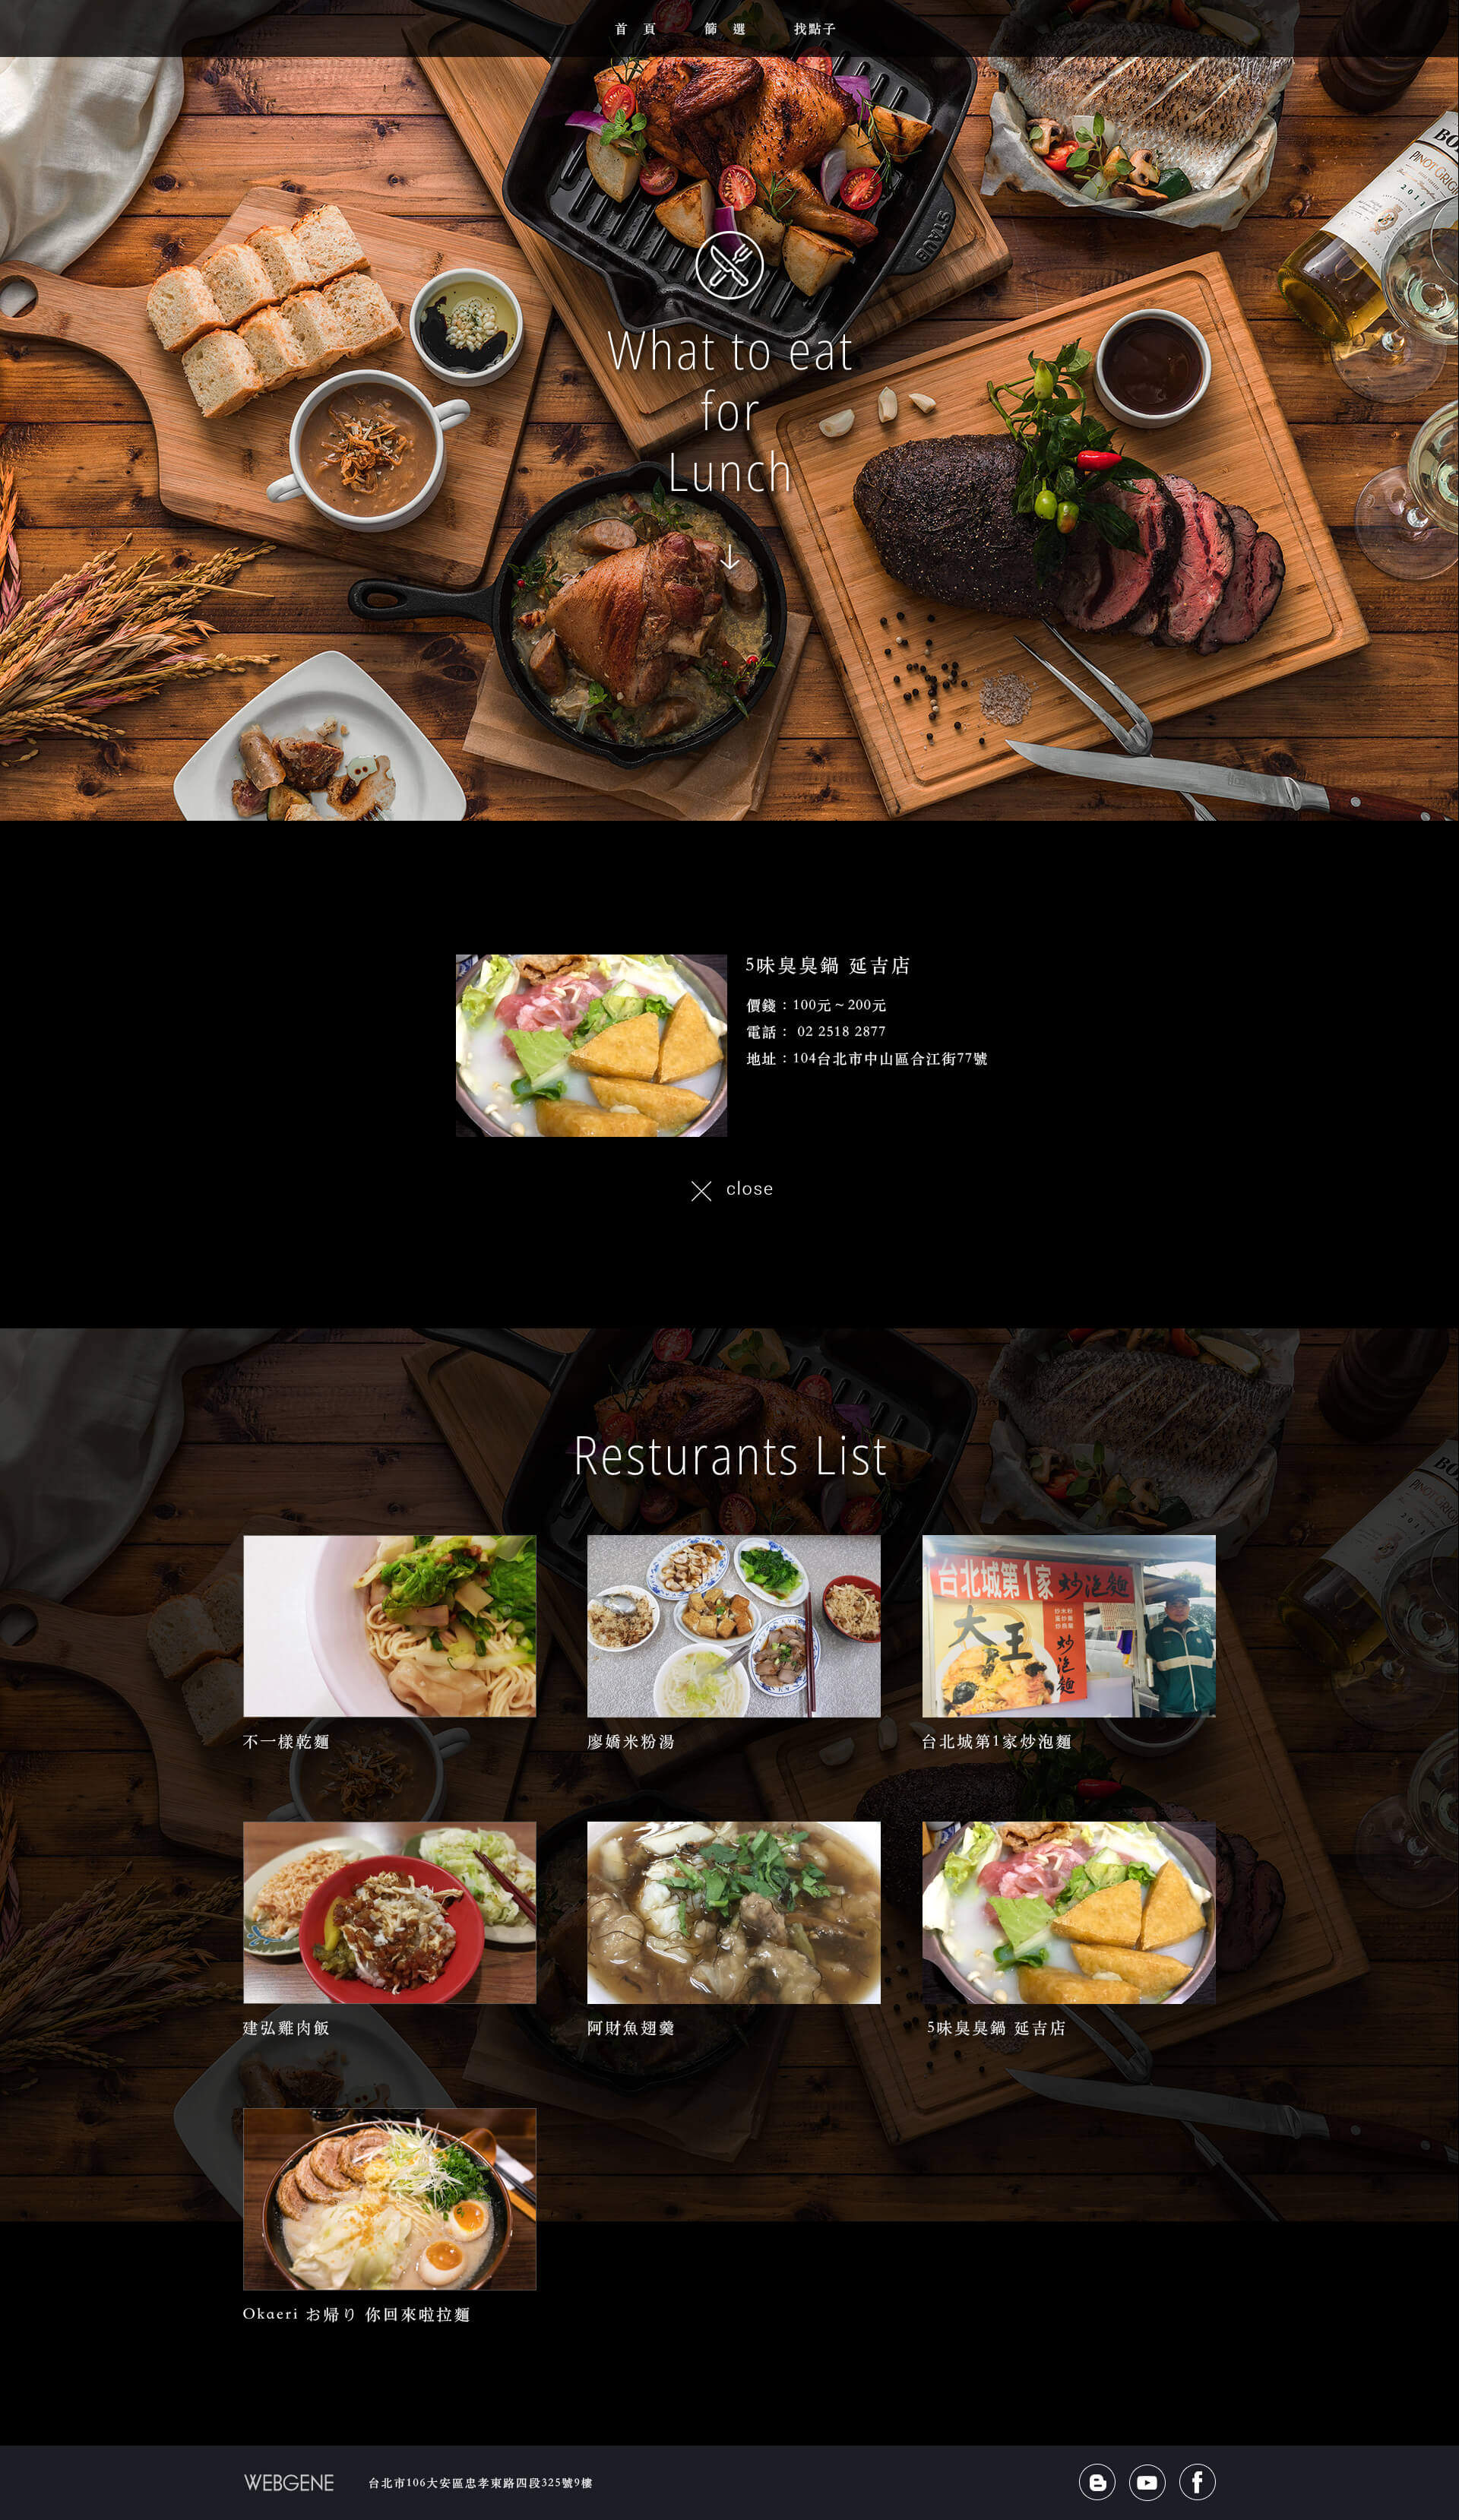 首 頁 篩 選 找點子
STAUB
PINOT GRIGIO
2011
What to eat
for
Lunch
5味臭臭鍋 延吉店
價錢：100元～200元
電話： 02 2518 2877
地址：104台北市中山區合江街77號
close
Resturants List
台北城第1家炒泡麵
大王
炒泡麵
不一樣乾麵
廖嬌米粉湯
台北城第1家炒泡麵
建弘雞肉飯
阿財魚翅羹
5味臭臭鍋 延吉店
Okaeri お帰り 你回來啦拉麵
WEBGENE
台北市106大安區忠孝東路四段325號9樓